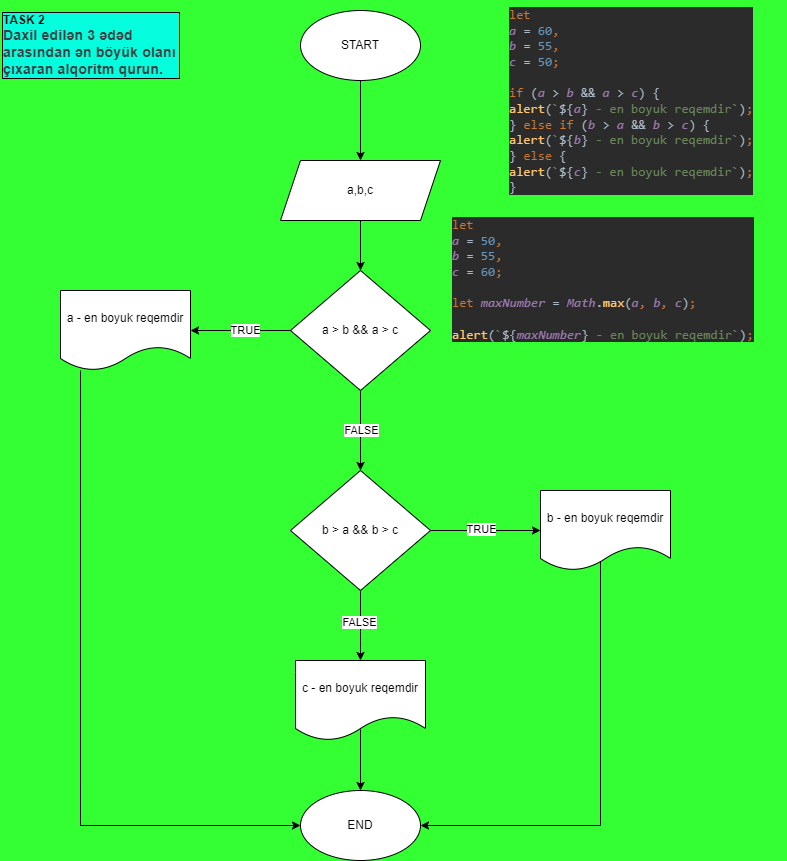 TASK 2
Daxil edilən 3 ədəd
arasından ən böyük olanı
çıxaran alqoritm qurun.
START
a,b,c
a > b && a > c
TRUE
a - en boyuk reqemdir
FALSE
b > a && b > c
TRUE
b - en boyuk reqemdir
FALSE
c - en boyuk reqemdir
END
let
a = 60,
b = 55,
c = 50;
if (a > b && a > c) {
alert(`${a} - en boyuk reqemdir`);
} else if (b > a && b > c) {
alert(`${b} - en boyuk reqemdir`);
} else {
alert(`${c} - en boyuk reqemdir`);
}
let
a = 50,
b = 55,
c = 60;
let maxNumber = Math.max(a, b, c);
alert(`${maxNumber} - en boyuk reqemdir`);